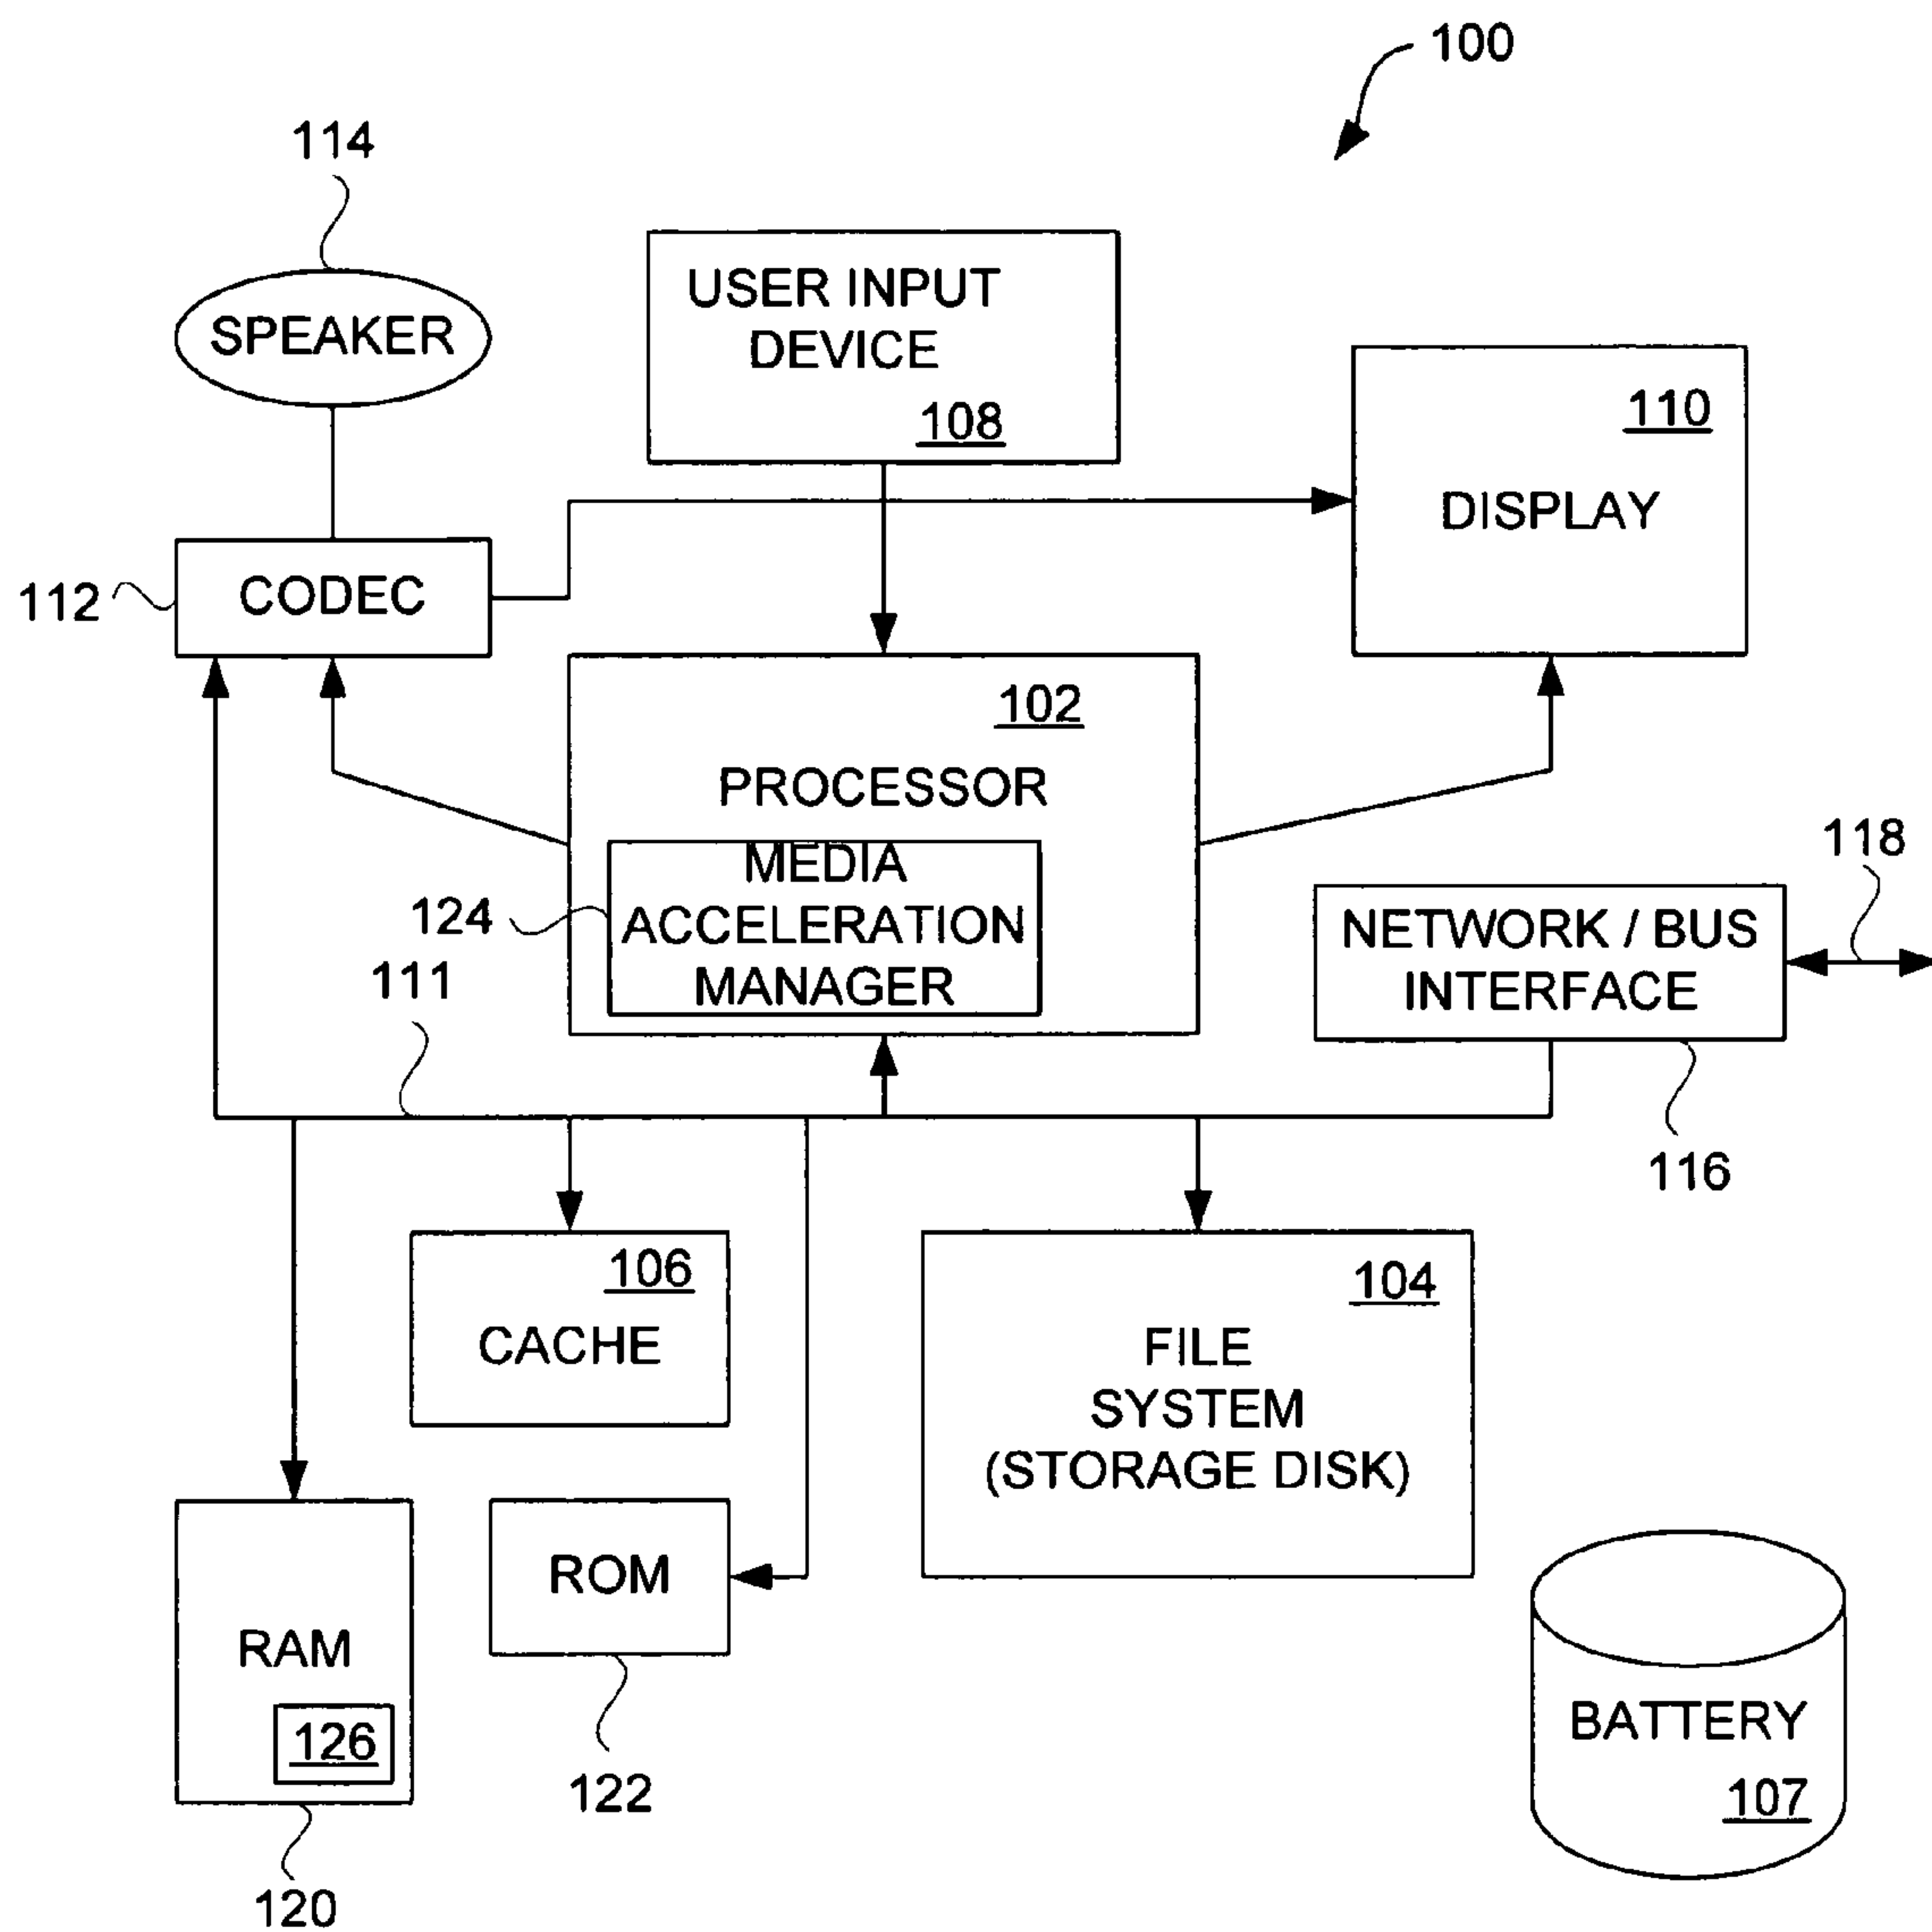 100
114
SPEAKER
USER INPUT
DEVICE
108
110
DISPLAY
112
CODEC
102
PROCESSOR
MEDIA
ACCELERATION
MANAGER
124
111
118
NETWORK / BUS
INTERFACE
116
106
CACHE
104
FILE
SYSTEM
(STORAGE DISK)
ROM
122
RAM
126
120
BATTERY
107